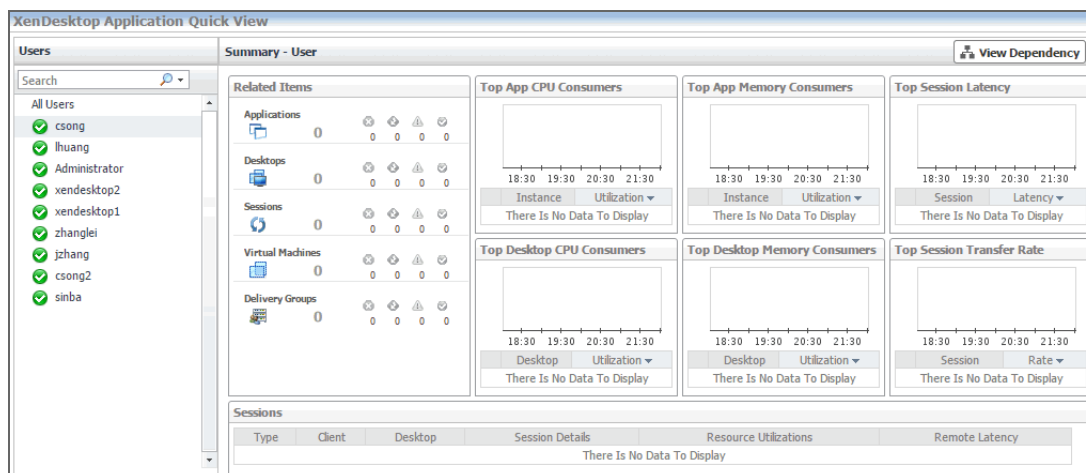 XenDesktop Application Quick View
Users
Search
All Users
csong
lhuang
Administrator
xendesktop2
xendesktop1
zhanglei
jzhang
csong2
sinba
Summary - User
View Dependency
Related Items
Applications
0 0 0 0 0
Desktops
0 0 0 0 0
Sessions
0 0 0 0 0
Virtual Machines
0 0 0 0 0
Delivery Groups
0 0 0 0 0
Top App CPU Consumers
18:30 19:30 20:30 21:30
Instance Utilization
There Is No Data To Display
Top App Memory Consumers
18:30 19:30 20:30 21:30
Instance Utilization
There Is No Data To Display
Top Session Latency
18:30 19:30 20:30 21:30
Session Latency
There Is No Data To Display
Top Desktop CPU Consumers
18:30 19:30 20:30 21:30
Desktop Utilization
There Is No Data To Display
Top Desktop Memory Consumers
18:30 19:30 20:30 21:30
Desktop Utilization
There Is No Data To Display
Top Session Transfer Rate
18:30 19:30 20:30 21:30
Session Rate
There Is No Data To Display
Sessions
Type Client Desktop Session Details Resource Utilizations Remote Latency
There Is No Data To Display